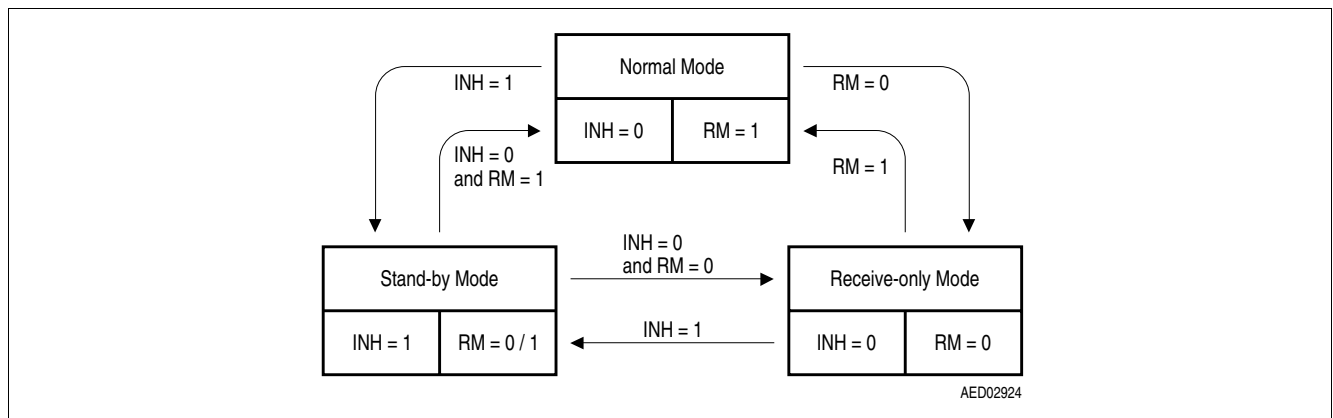 Normal Mode
INH = 1
RM = 0
INH = 0
RM = 1
INH = 0
and RM = 1
RM = 1
INH = 0
and RM = 0
Stand-by Mode
Receive-only Mode
INH = 1
INH = 1
RM = 0 / 1
INH = 0
RM = 0
AED02924